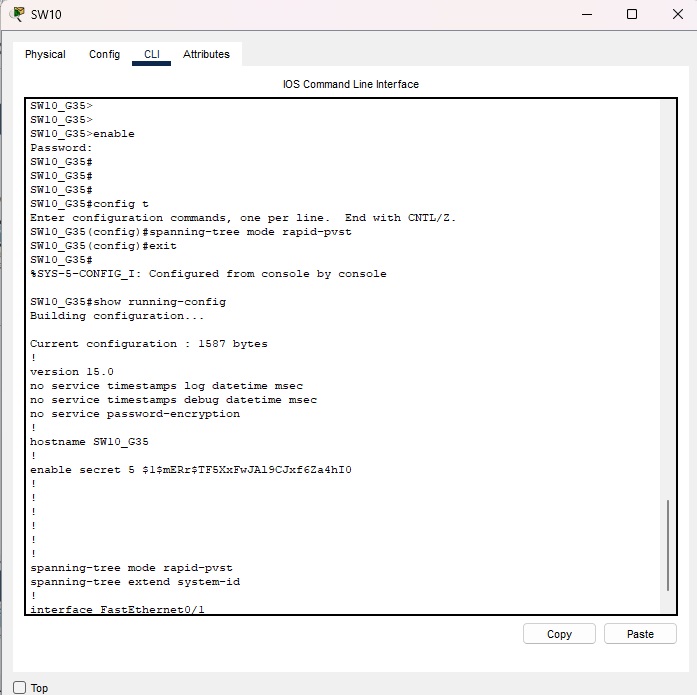 SW10
Physical Config CLI Attributes
IOS Command Line Interface
SW10_G35>
SW10_G35>
SW10_G35>enable
Password:
SW10_G35#
SW10_G35#
SW10_G35#
SW10_G35#config t
Enter configuration commands, one per line.  End with CNTL/Z.
SW10_G35(config)#spanning-tree mode rapid-pvst
SW10_G35(config)#exit
SW10_G35#
%SYS-5-CONFIG_I: Configured from console by console
SW10_G35#show running-config
Building configuration...
Current configuration : 1587 bytes
!
version 15.0
no service timestamps log datetime msec
no service timestamps debug datetime msec
no service password-encryption
!
hostname SW10_G35
!
enable secret 5 $1$mERr$TF5XxFwJAl9CJxf6Za4hI0
!
!
!
!
!
!
spanning-tree mode rapid-pvst
spanning-tree extend system-id
!
interface FastEthernet0/1
Copy Paste
Top